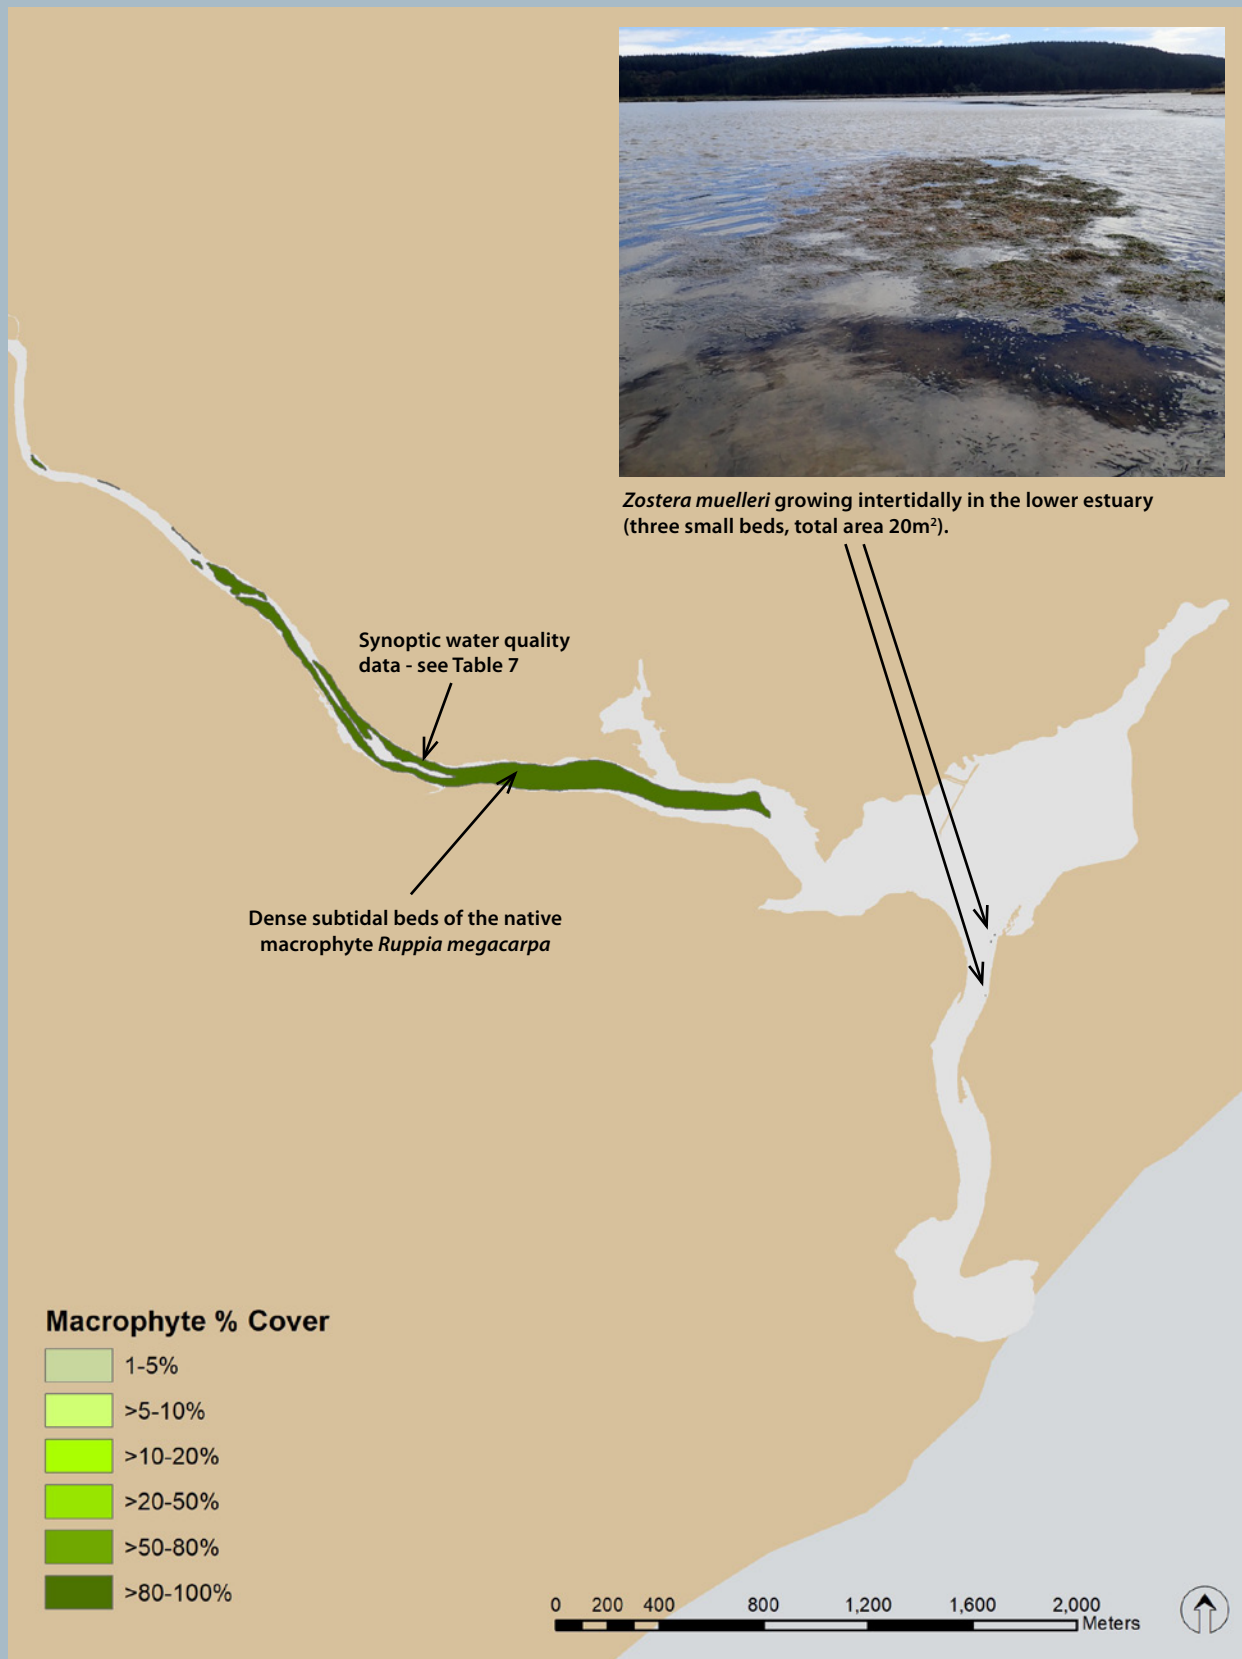 Zostera muelleri growing intertidally in the lower estuary
(three small beds, total area 20m²).
Synoptic water quality
data - see Table 7
Dense subtidal beds of the native
macrophyte Ruppia megacarpa
Macrophyte % Cover
1-5%
>5-10%
>10-20%
>20-50%
>50-80%
>80-100%
0 200 400 800 1,200 1,600 2,000
Meters